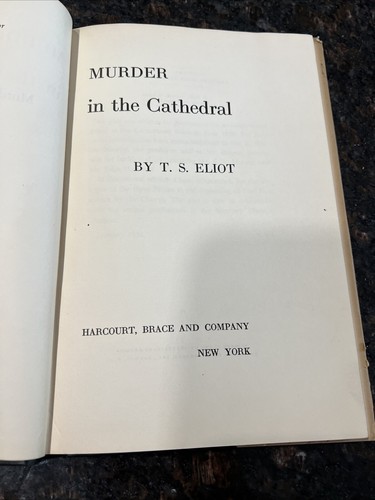 MURDER
in the Cathedral
BY T. S. ELIOT
HARCOURT, BRACE AND COMPANY
NEW YORK